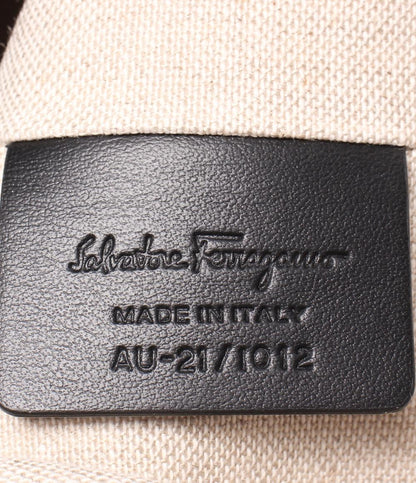 Salvatore Ferragamo
MADE IN ITALY
AU-21/1012